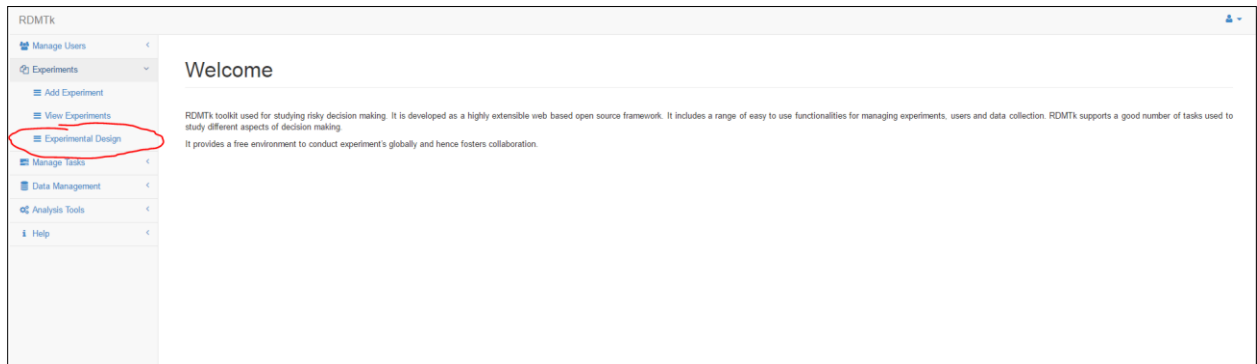 RDMTk
Manage Users
Experiments
Add Experiment
View Experiments
Experimental Design
Manage Tasks
Data Management
Analysis Tools
Help
Welcome
RDMTk toolkit used for studying risky decision making. It is developed as a highly extensible web based open source framework. It includes a range of easy to use functionalities for managing experiments, users and data collection. RDMTk supports a good number of tasks used to
study different aspects of decision making.
It provides a free environment to conduct experiment's globally and hence fosters collaboration.